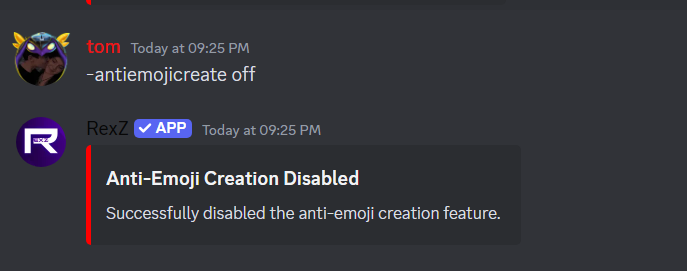 tom Today at 09:25 PM
-antiemojicreate off
R
REXZ
RexZ ✓ APP Today at 09:25 PM
Anti-Emoji Creation Disabled
Successfully disabled the anti-emoji creation feature.